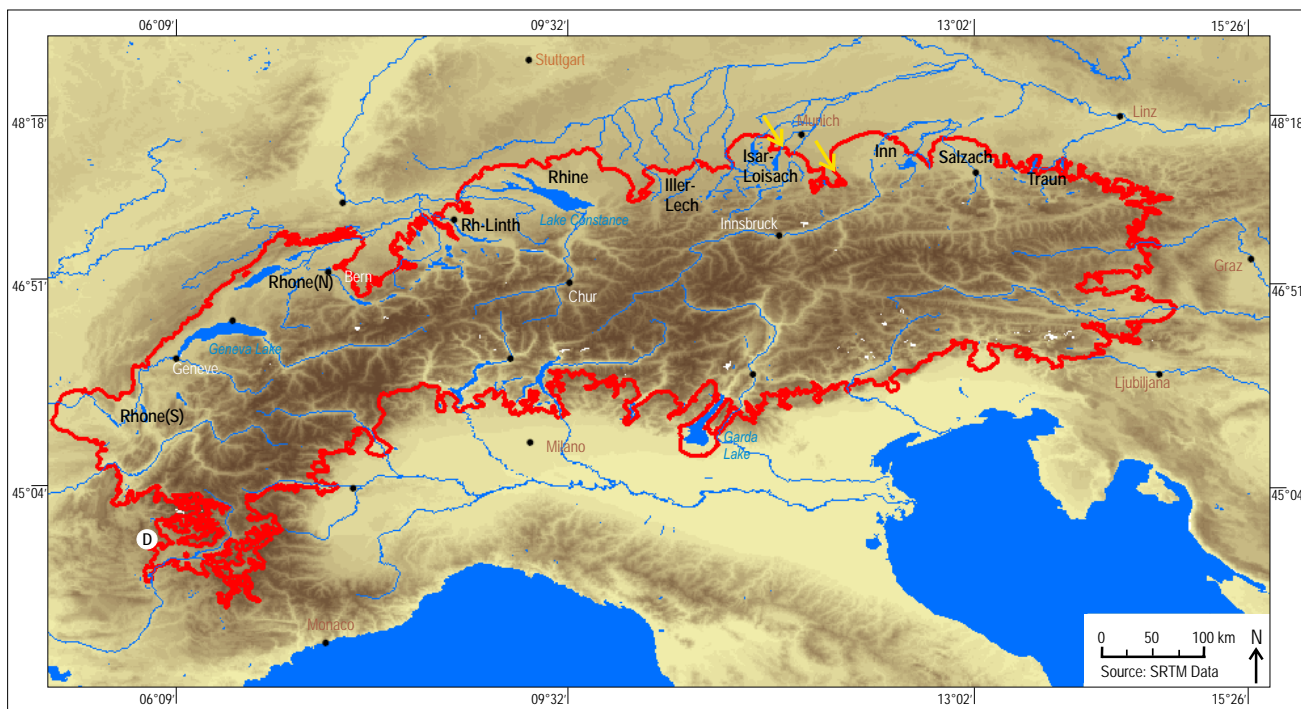 06°09′ 09°32′ 13°02′ 15°26′
Stuttgart
48°18′
Munich
Linz
48°18′
Isar-
Loisach
Inn
Salzach
Traun
Rhine
Iller-
Lech
Lake Constance
Rh-Linth
Innsbruck
Graz
46°51′
Rhone(N)
Bern
Chur
46°51′
Geneva Lake
Genève
Ljubiljana
Rhone(S)
Garda
Lake
Milano
45°04′
45°04′
D
Monaco
0 50 100 km
N
Source: SRTM Data
06°09′ 09°32′ 13°02′ 15°26′